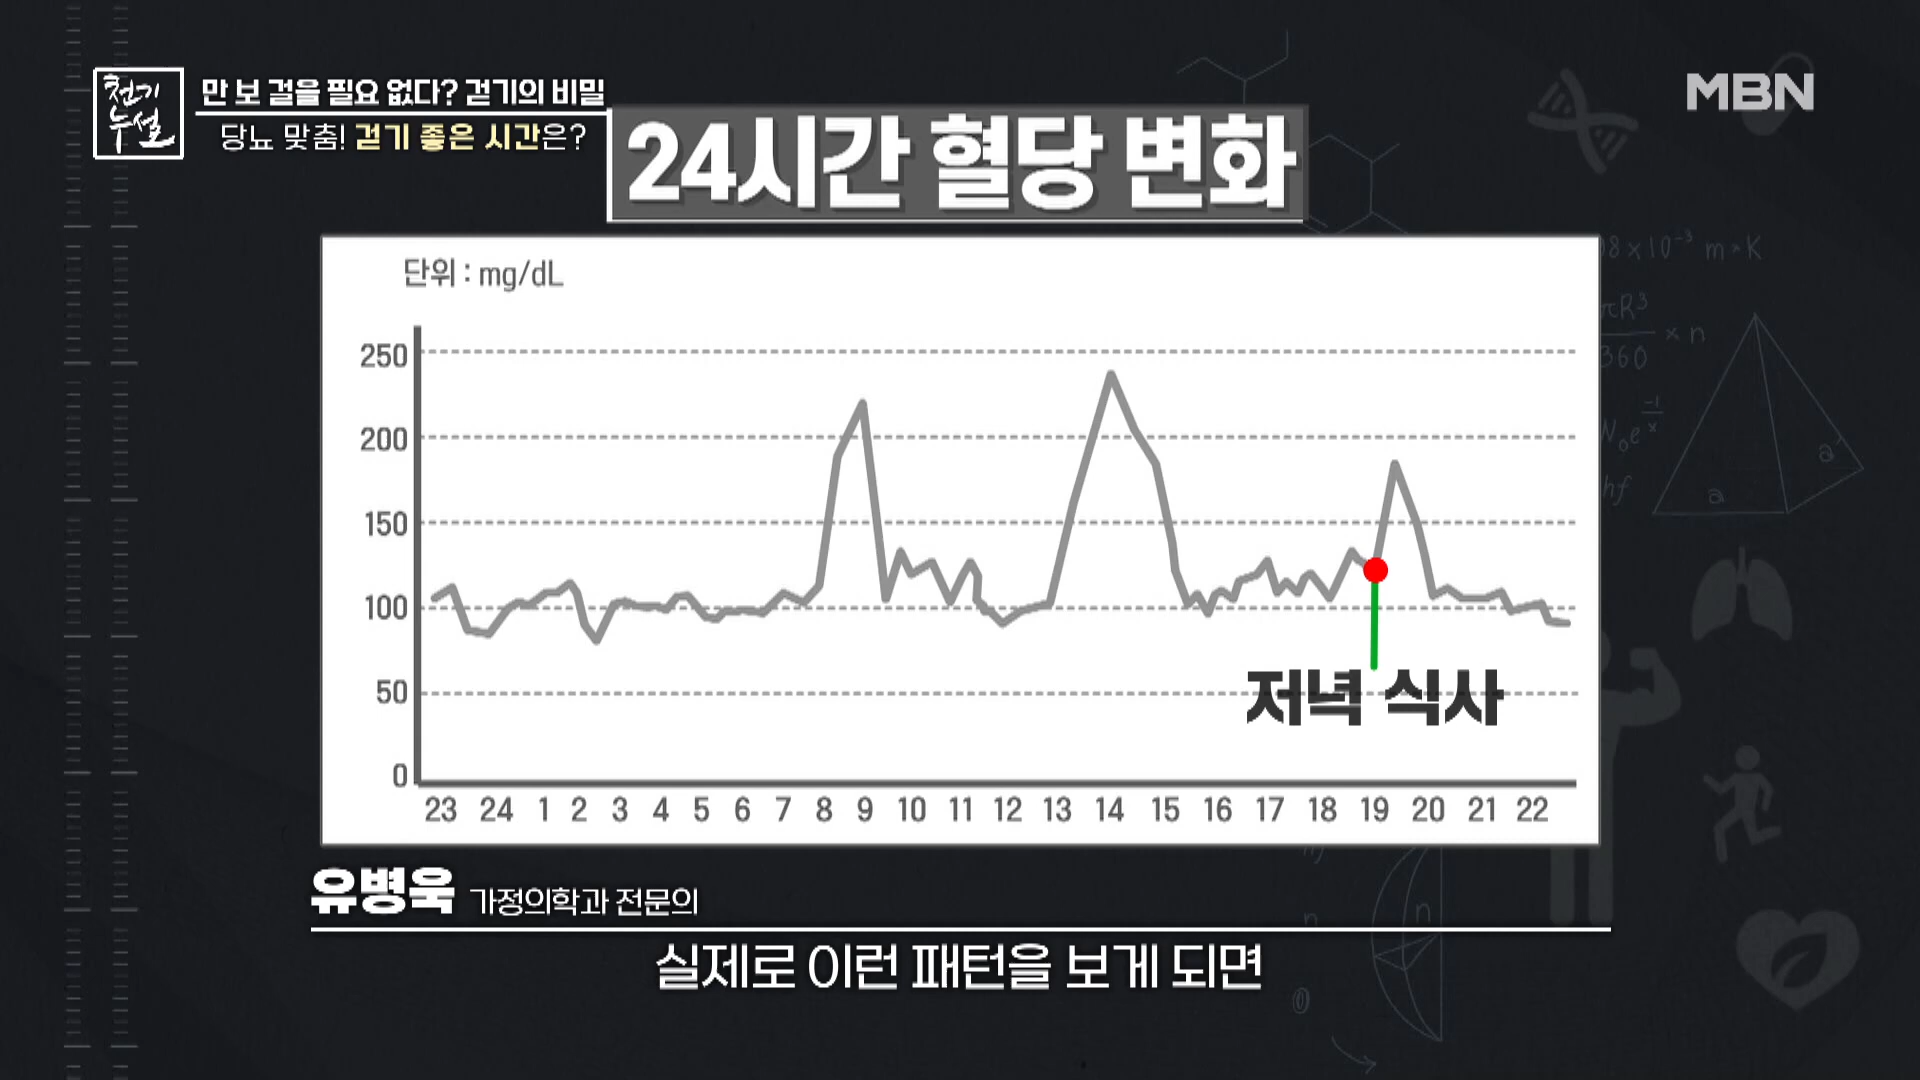 천기누설
만 보 걸을 필요 없다? 걷기의 비밀
당뇨 맞춤! 걷기 좋은 시간은?
MBN
24시간 혈당 변화
단위 : mg/dL
250
200
150
100
50
0
저녁 식사
23 24 1 2 3 4 5 6 7 8 9 10 11 12 13 14 15 16 17 18 19 20 21 22
유병욱 가정의학과 전문의
실제로 이런 패턴을 보게 되면